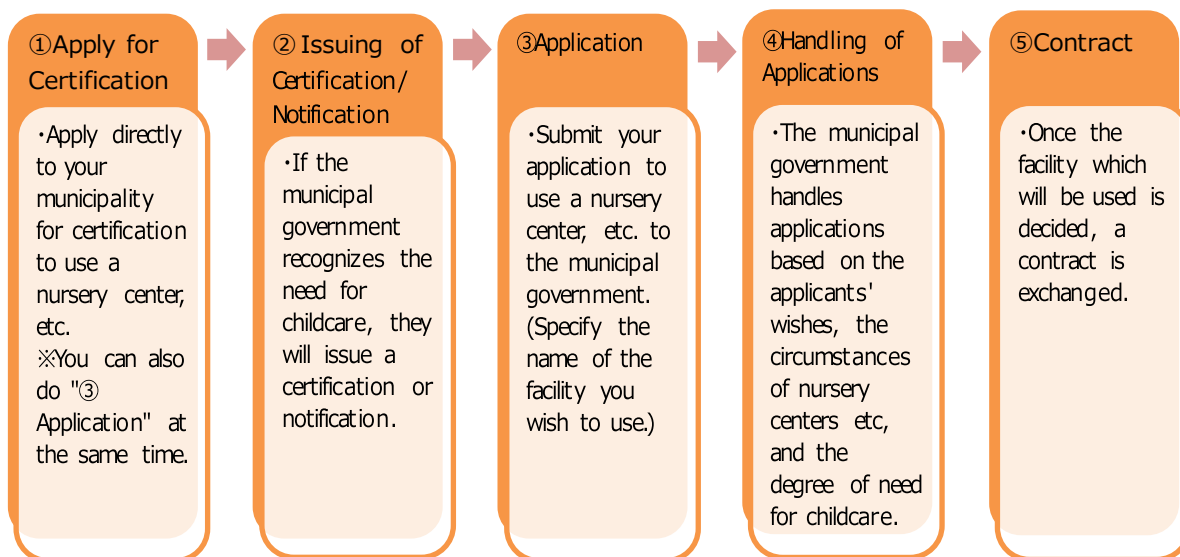 ①Apply for
Certification
・Apply directly
to your
municipality
for certification
to use a
nursery center,
etc.
※You can also
do "③
Application" at
the same time.
② Issuing of
Certification/
Notification
・If the
municipal
government
recognizes the
need for
childcare, they
will issue a
certification or
notification.
③Application
・Submit your
application to
use a nursery
center, etc. to
the municipal
government.
(Specify the
name of the
facility you
wish to use.)
④Handling of
Applications
・The municipal
government
handles
applications
based on the
applicants'
wishes, the
circumstances
of nursery
centers etc,
and the
degree of need
for childcare.
⑤Contract
・Once the
facility which
will be used is
decided, a
contract is
exchanged.